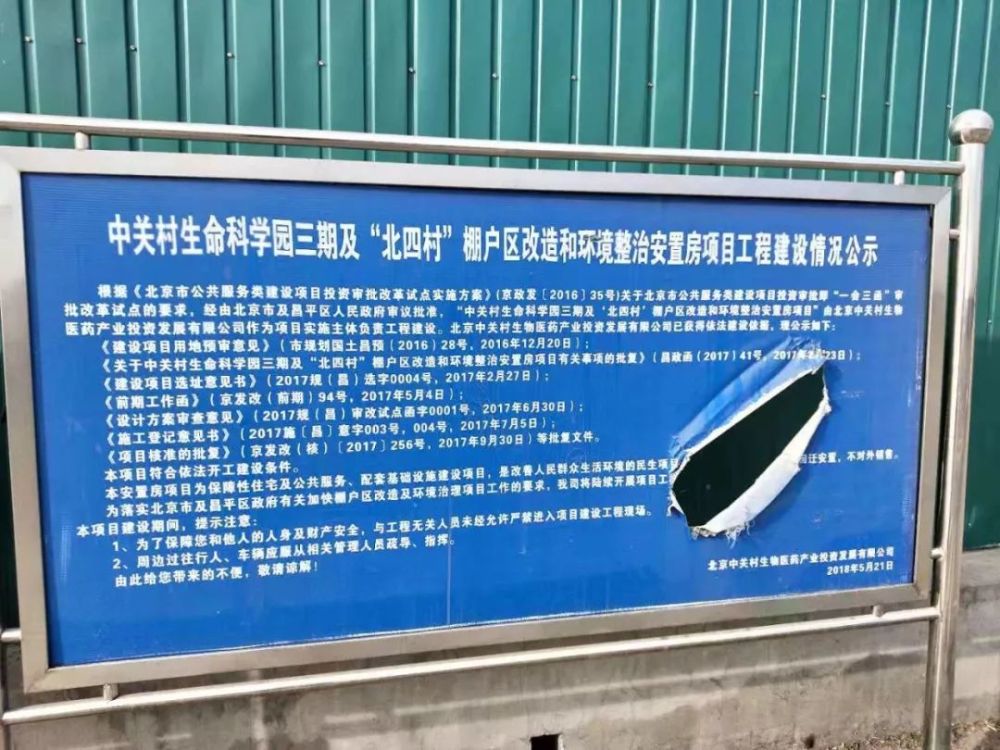 中关村生命科学园三期及“北四村”棚户区改造和环境整治安置房项目工程建设情况公示
根据《北京市公共服务类建设项目投资审批改革试点实施方案》(京政发〔2016〕35号)关于北京市公共服务类建设项目投资审批即“一会三函”审
批改革试点的要求，经由北京市及昌平区人民政府审议批准，“中关村生命科学园三期及‘北四村’棚户区改造和环境整治安置房项目”由北京中关村生物
医药产业投资发展有限公司作为项目实施主体负责工程建设。北京中关村生物医药产业投资发展有限公司已获得依法建设依据，现公示如下：
《建设项目用地预审意见》（市规划国土昌预〔2016〕28号，2016年12月20日）；
《关于中关村生命科学园三期及“北四村”棚户区改造和环境整治安置房项目有关事项的批复》（昌政函〔2017〕41号，2017年2月23日）；
《建设项目选址意见书》（2017规（昌）选字0004号，2017年2月27日）；
《前期工作函》（京发改（前期）94号，2017年5月4日）；
《设计方案审查意见》（2017规（昌）审改试点函字0001号，2017年6月30日）；
《施工登记意见书》（2017施〔昌〕意字003号，004号，2017年7月5日）；
《项目核准的批复》（京发改（核）〔2017〕256号，2017年9月30日）等批复文件。
本项目符合依法开工建设条件。
本安置房项目为保障性住宅及公共服务、配套基础设施建设项目，是改善人民群众生活环境的民生项目 回迁安置，不对外销售。
为落实北京市及昌平区政府有关加快棚户区改造及环境治理项目工作的要求，我司将陆续开展项目工
本项目建设期间，提示注意：
1、为了保障您和他人的人身及财产安全，与工程无关人员未经允许严禁进入项目建设工程现场。
2、周边过往行人、车辆应服从相关管理人员疏导、指挥。
由此给您带来的不便，敬请谅解！
北京中关村生物医药产业投资发展有限公司
2018年5月21日